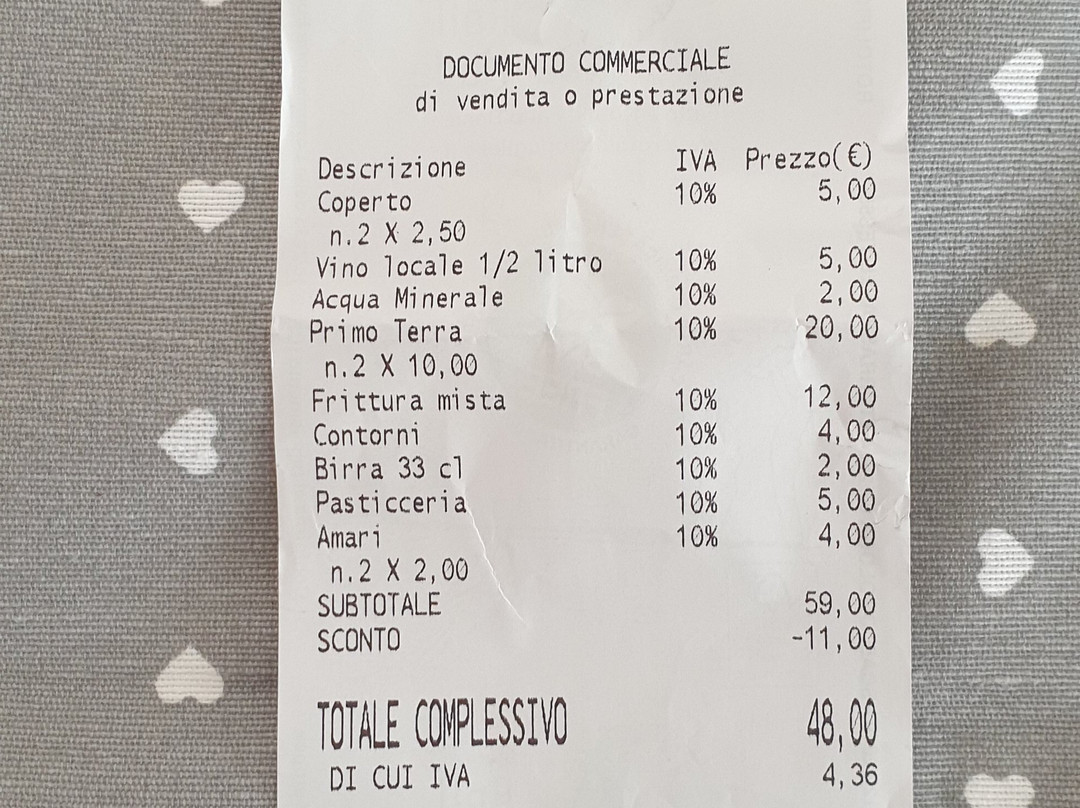 DOCUMENTO COMMERCIALE
di vendita o prestazione
Descrizione IVA Prezzo(€)
Coperto 10% 5,00
n.2 X 2,50
Vino locale 1/2 litro 10% 5,00
Acqua Minerale 10% 2,00
Primo Terra 10% 20,00
n.2 X 10,00
Frittura mista 10% 12,00
Contorni 10% 4,00
Birra 33 cl 10% 2,00
Pasticceria 10% 5,00
Amari 10% 4,00
n.2 X 2,00
SUBTOTALE 59,00
SCONTO -11,00
TOTALE COMPLESSIVO 48,00
DI CUI IVA 4,36